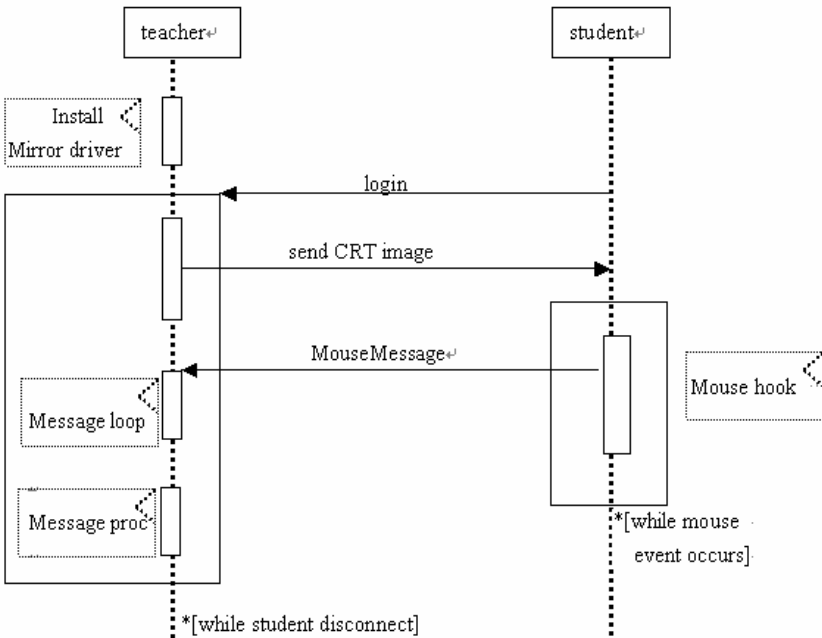 teacher↵
student↵
Install
Mirror driver
login
send CRT image
MouseMessage↵
Mouse hook
Message loop
Message proc
*[while mouse
event occurs]
*[while student disconnect]